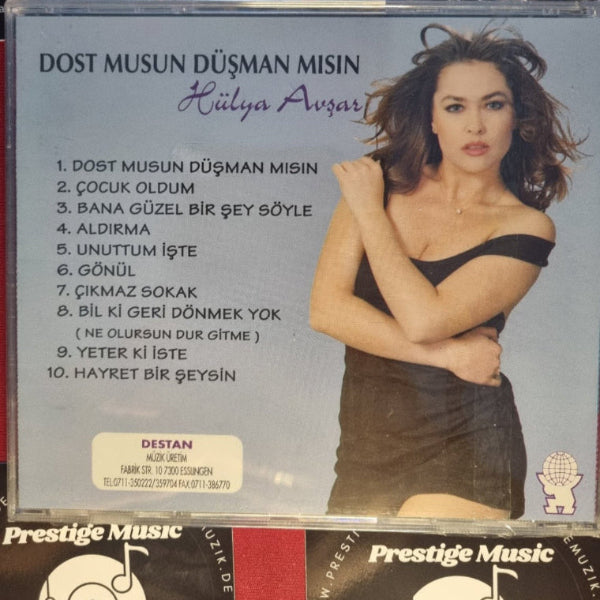 DOST MUSUN DÜŞMAN MISIN
Hülya Avşar
1. DOST MUSUN DÜŞMAN MISIN
2. ÇOCUK OLDUM
3. BANA GÜZEL BİR ŞEY SÖYLE
4. ALDIRMA
5. UNUTTUM İŞTE
6. GÖNÜL
7. ÇIKMAZ SOKAK
8. BİL Kİ GERİ DÖNMEK YOK
( NE OLURSUN DUR GİTME )
9. YETER Kİ İSTE
10. HAYRET BİR ŞEYSİN
DESTAN
MÜZİK ÜRETİM
FABRİK STR. 10 7300 ESSLINGEN
TEL:0711-350222/359704 FAX:0711-386770
Prestige Music
Prestige Music